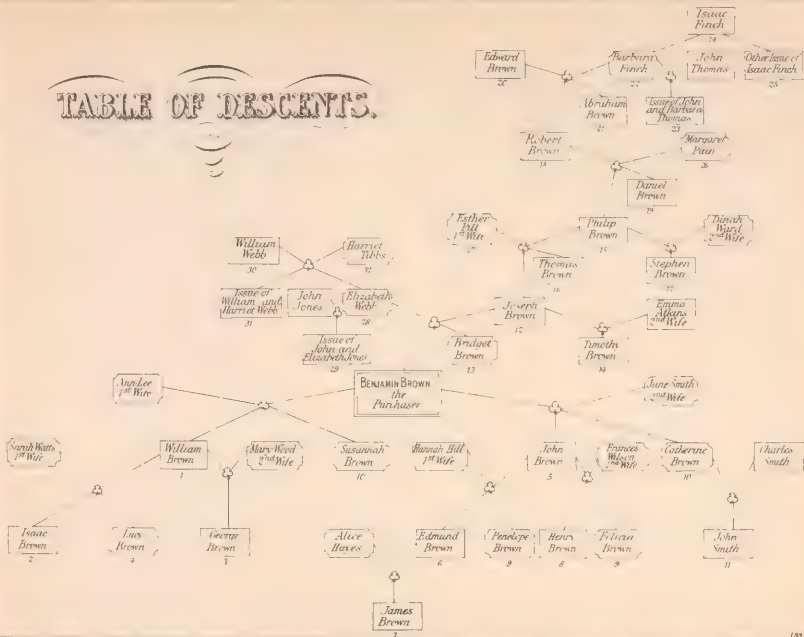 TABLE OF DESCENTS.
Isaac
Finch
24
Edward
Brown
20
Barbara
Finch
22
John
Thomas
Other Issue of
Isaac Finch
25
Abraham
Brown
21
Issue of John
and Barbara
Thomas
23
Robert
Brown
18
Margaret
Pain
26
Daniel
Brown
19
Esther
Pitt
1st Wife
Philip
Brown
15
Dinah
Ward
2nd Wife
Thomas
Brown
16
Stephen
Brown
17
William
Webb
30
Harriet
Tibbs
32
Issue of
William and
Harriet Webb
31
John
Jones
Elizabeth
Webb
28
Issue of
John and
Elizabeth Jones
29
Joseph
Brown
12
Emma
Atkins
2nd Wife
Bridget
Brown
13
Timothy
Brown
14
Ann Lee
1st Wife
BENJAMIN BROWN
the
Purchaser
Jane Smith
2nd Wife
Sarah Watts
1st Wife
William
Brown
1
Mary Weed
2nd Wife
Susannah
Brown
10
Hannah Hill
1st Wife
John
Brown
5
Frances
Wilson
2nd Wife
Catherine
Brown
10
Charles
Smith
Isaac
Brown
2
Lucy
Brown
4
George
Brown
3
Alice
Hayes
Edmund
Brown
6
Penelope
Brown
9
Henry
Brown
8
Felicia
Brown
9
John
Smith
11
James
Brown
7